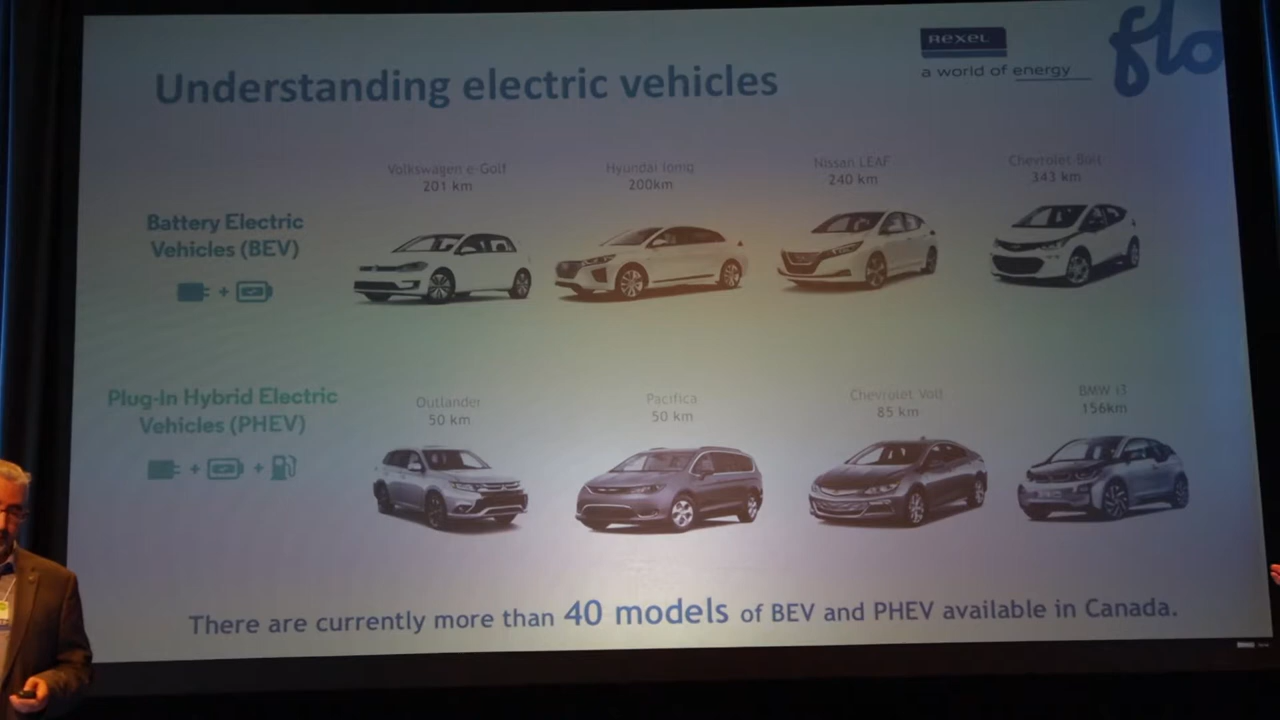 REXEL
a world of energy
flo
Understanding electric vehicles
Volkswagen e-Golf
201 km
Hyundai Ioniq
200km
Nissan LEAF
240 km
Chevrolet Bolt
343 km
Battery Electric
Vehicles (BEV)
+
Plug-In Hybrid Electric
Vehicles (PHEV)
+ +
Outlander
50 km
Pacifica
50 km
Chevrolet Volt
85 km
BMW i3
156km
There are currently more than 40 models of BEV and PHEV available in Canada.